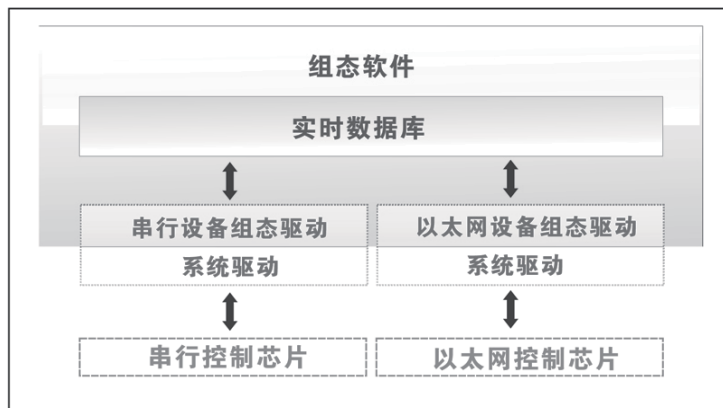 组态软件
实时数据库
串行设备组态驱动
以太网设备组态驱动
系统驱动
系统驱动
串行控制芯片
以太网控制芯片